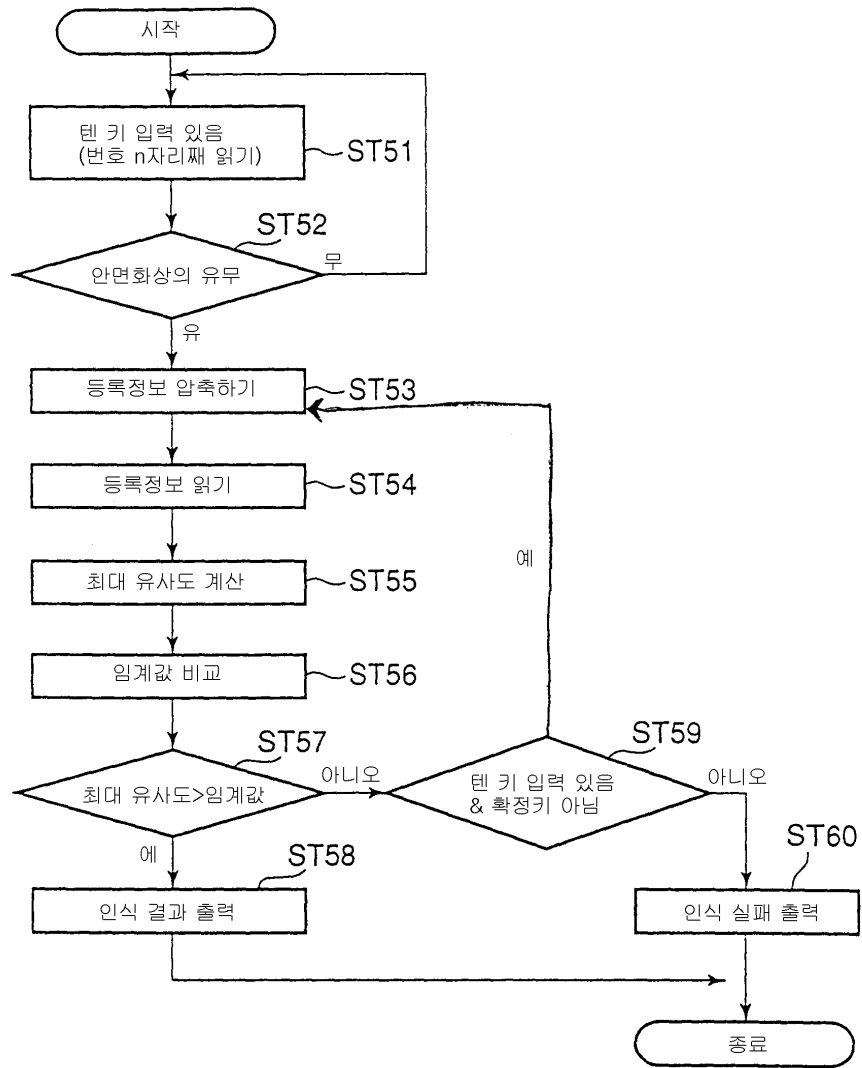 시작
텐 키 입력 있음
(번호 n자리째 읽기)
ST51
ST52
안면화상의 유무
무
유
등록정보 압축하기
ST53
등록정보 읽기
ST54
예
최대 유사도 계산
ST55
임계값 비교
ST56
ST57
최대 유사도>임계값
아니오
ST59
텐 키 입력 있음
& 확정키 아님
아니오
에
ST58
인식 결과 출력
ST60
인식 실패 출력
종료